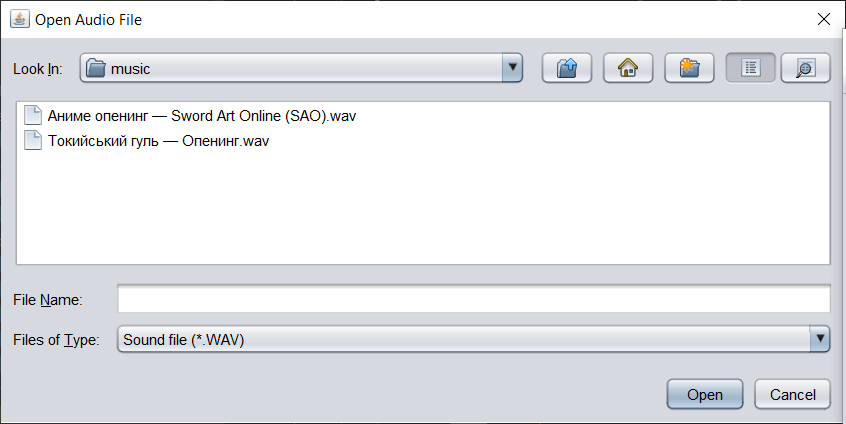 Open Audio File
Look In: music
Аниме опенинг — Sword Art Online (SAO).wav
Токийський гуль — Опенинг.wav
File Name:
Files of Type: Sound file (*.WAV)
Open Cancel